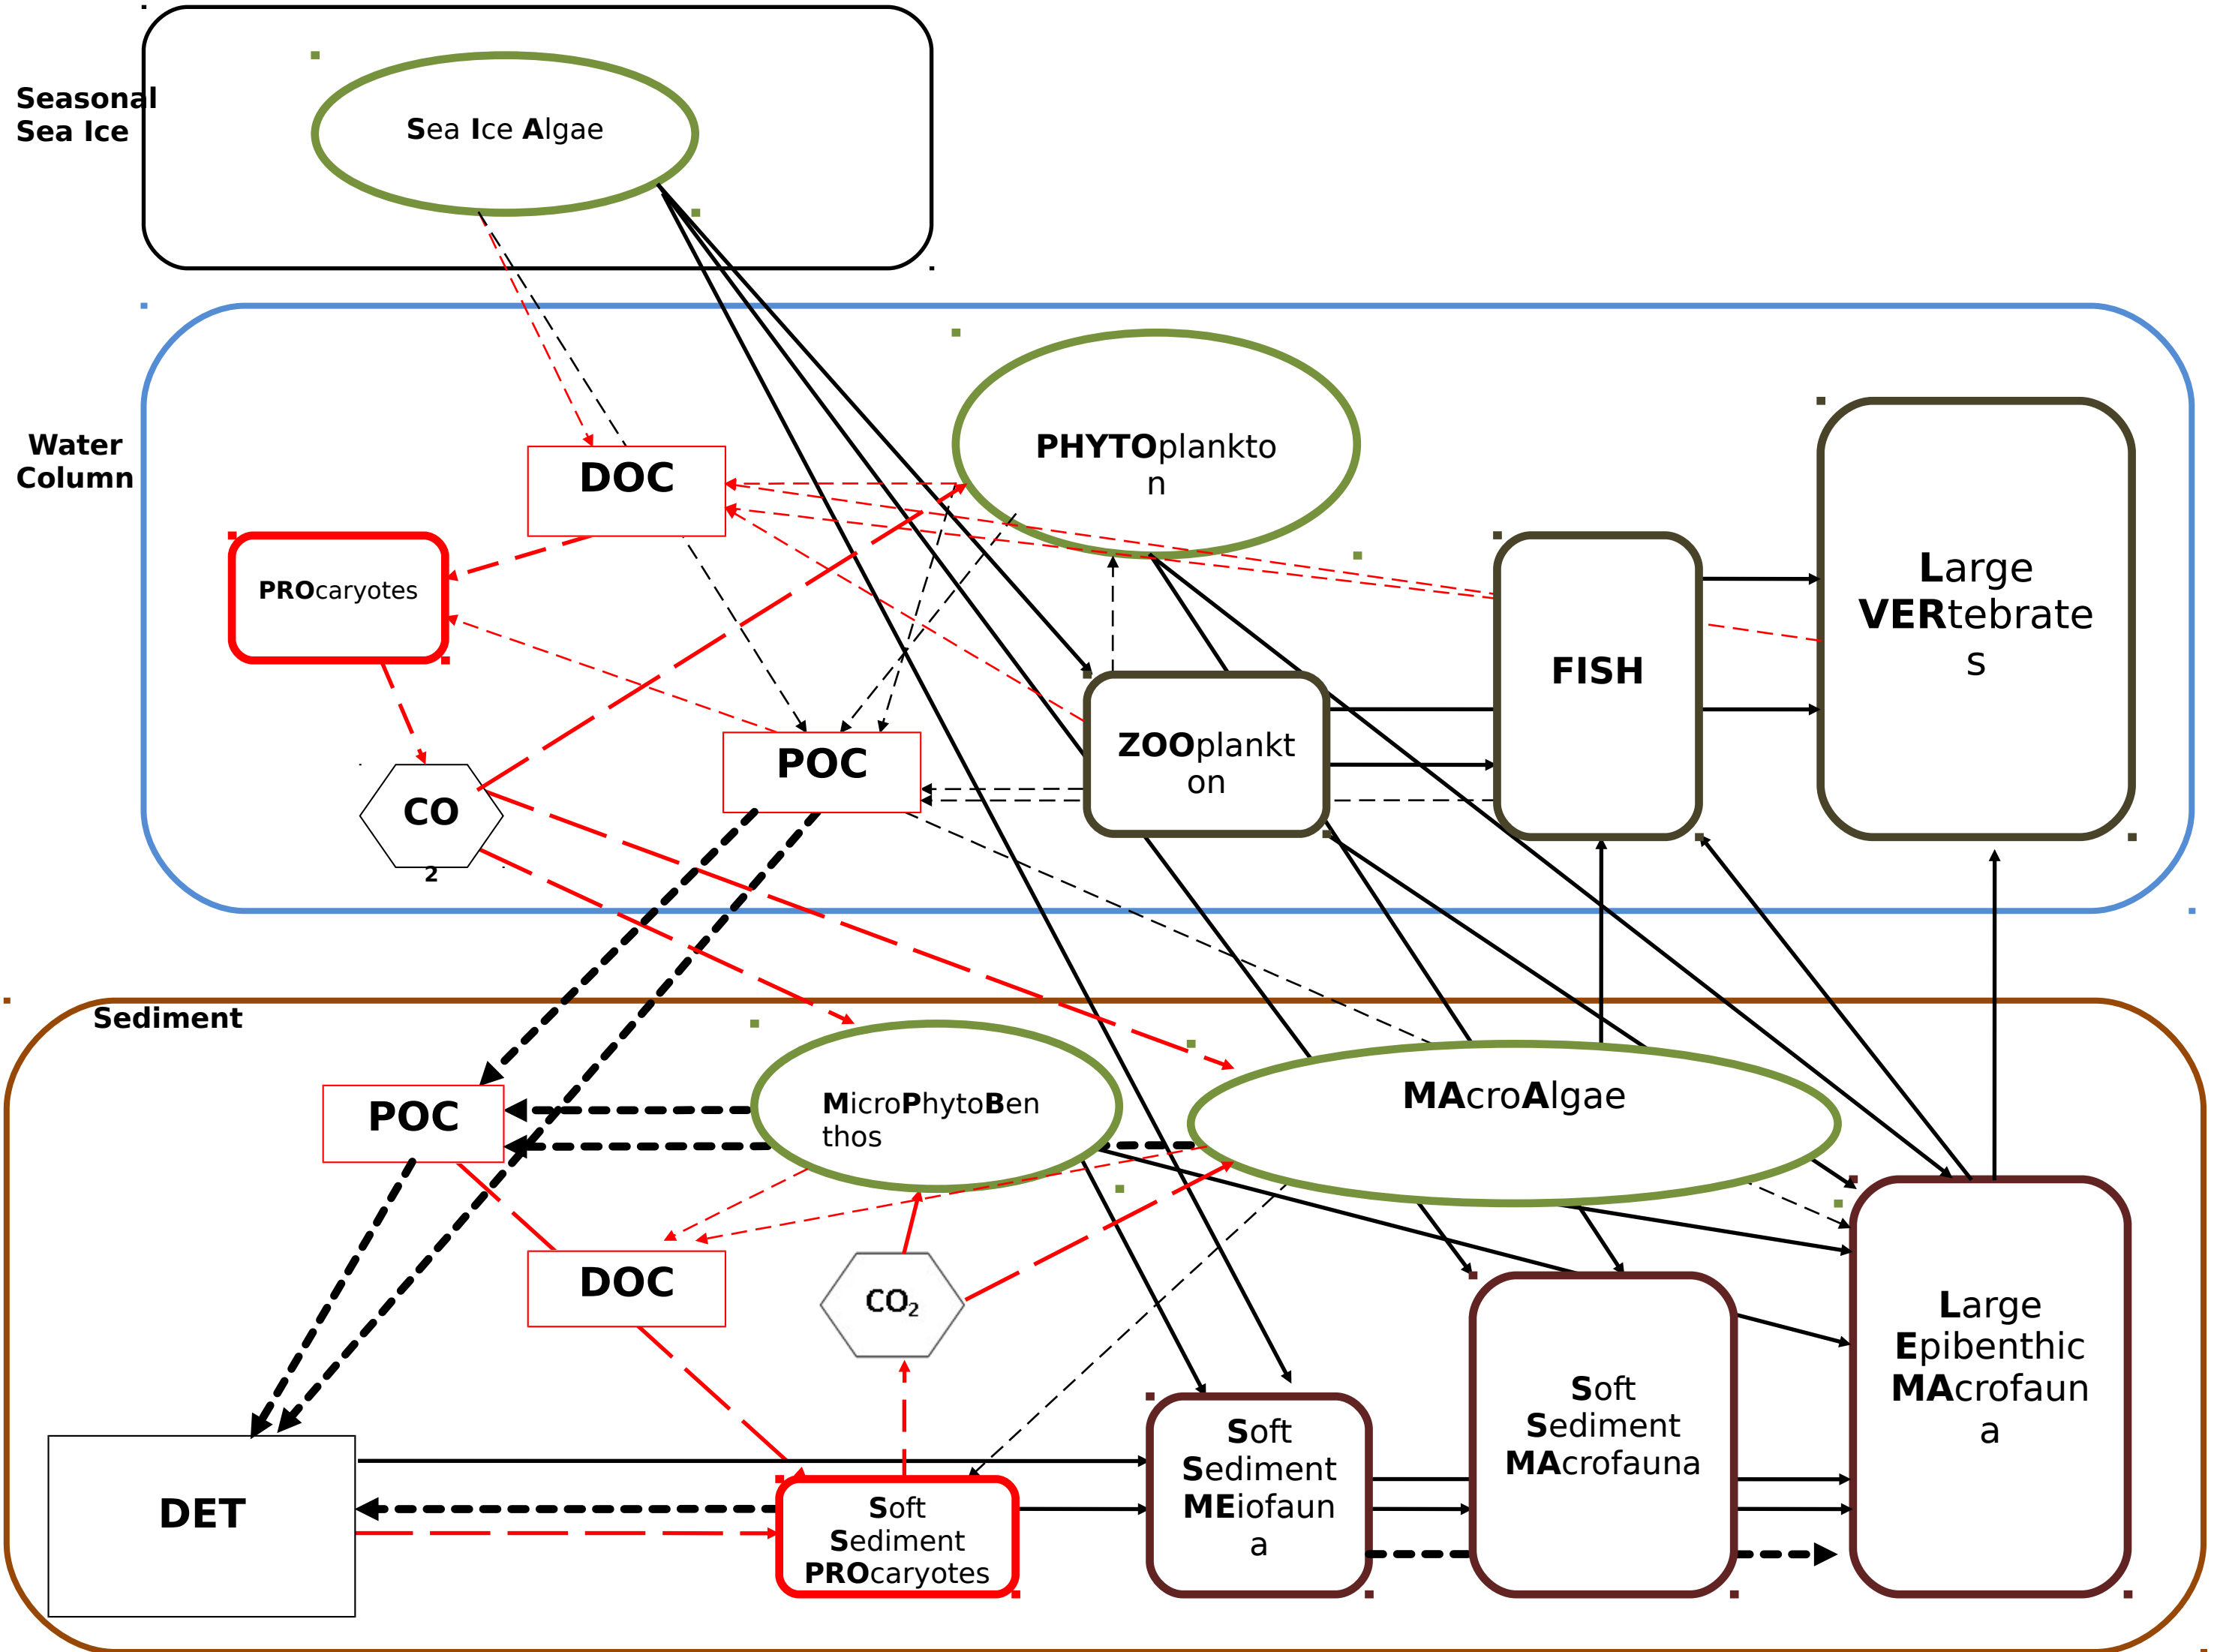 Seasonal
Sea Ice
Sea Ice Algae
Water
Column
PHYTOplankto
n
DOC
PROcaryotes
Large
VERtebrate
s
FISH
ZOOplankt
on
POC
CO
2
Sediment
MicroPhytoBen
thos
MAcroAlgae
POC
DOC
CO₂
Large
Epibenthic
MAcrofaun
a
Soft
Sediment
MAcrofauna
Soft
Sediment
MEiofaun
a
DET
Soft
Sediment
PROcaryotes